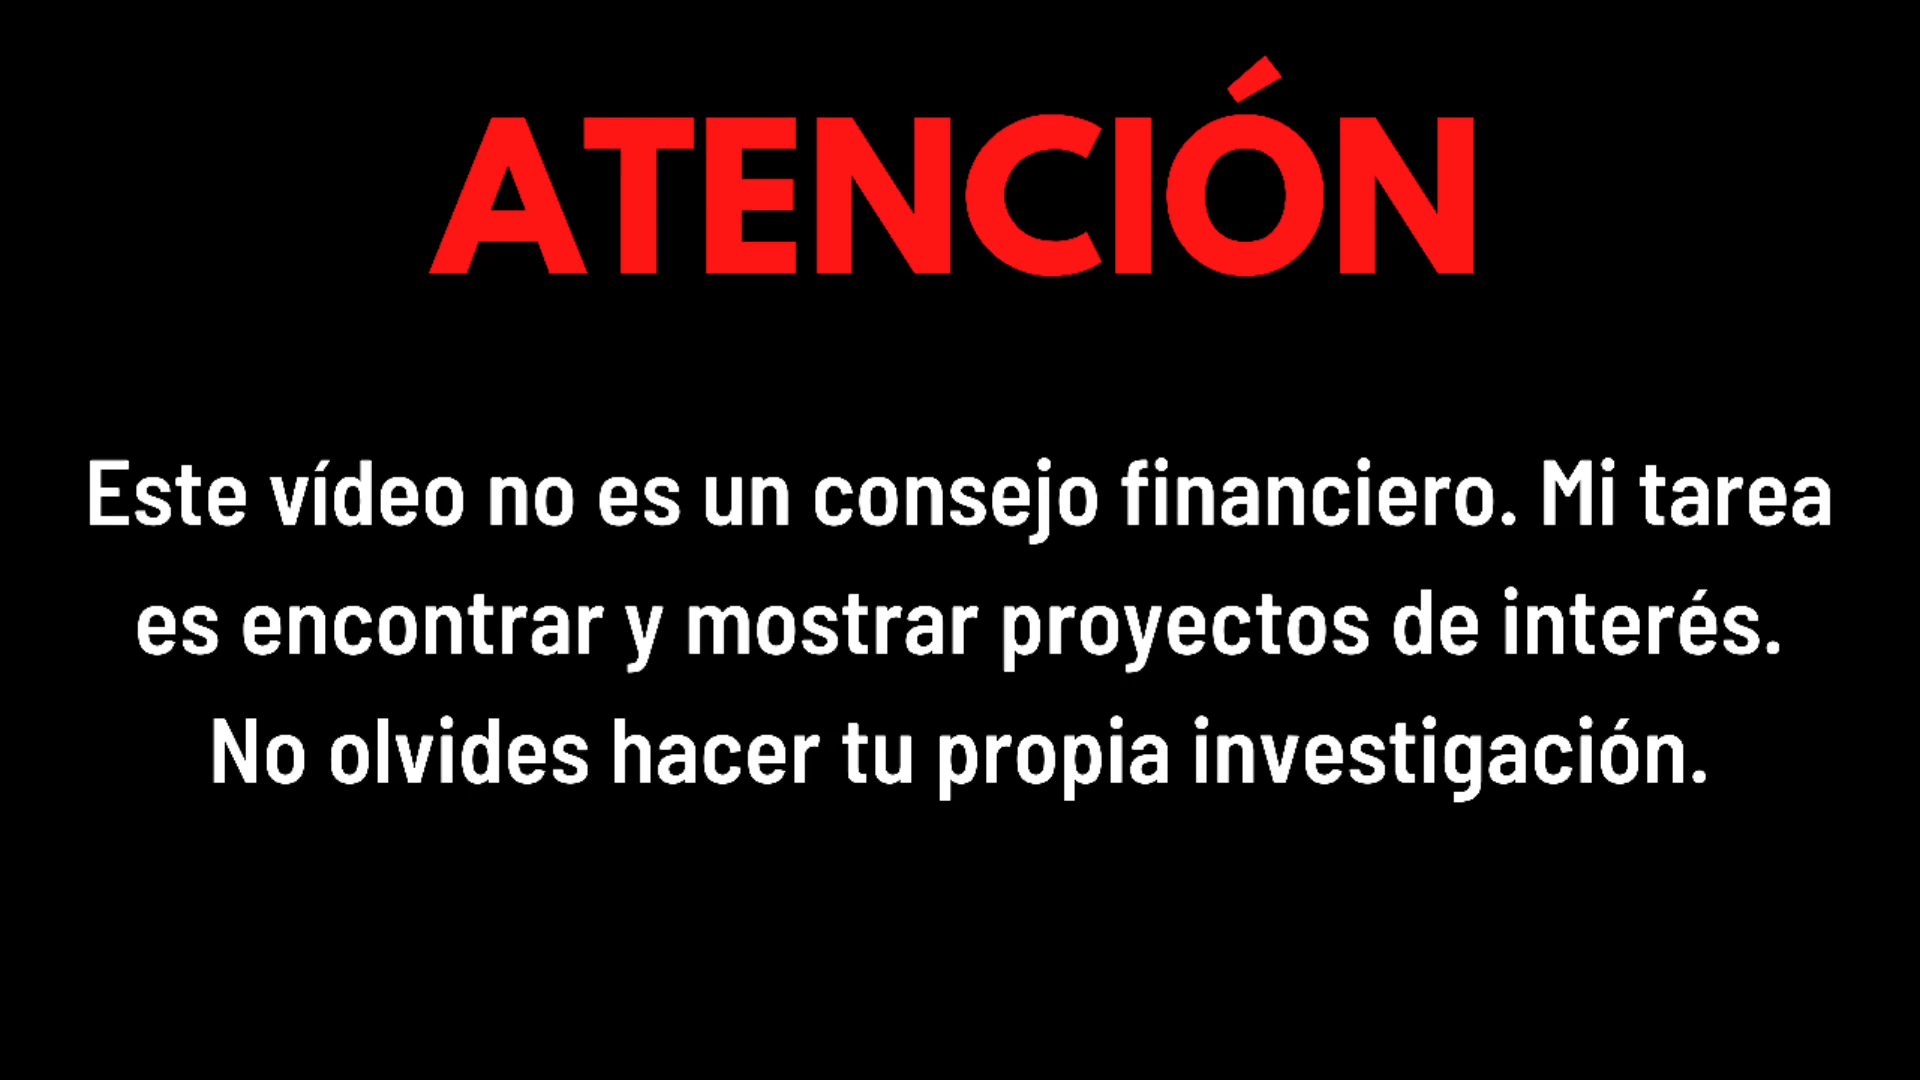 ATENCIÓN
Este vídeo no es un consejo financiero. Mi tarea
es encontrar y mostrar proyectos de interés.
No olvides hacer tu propia investigación.